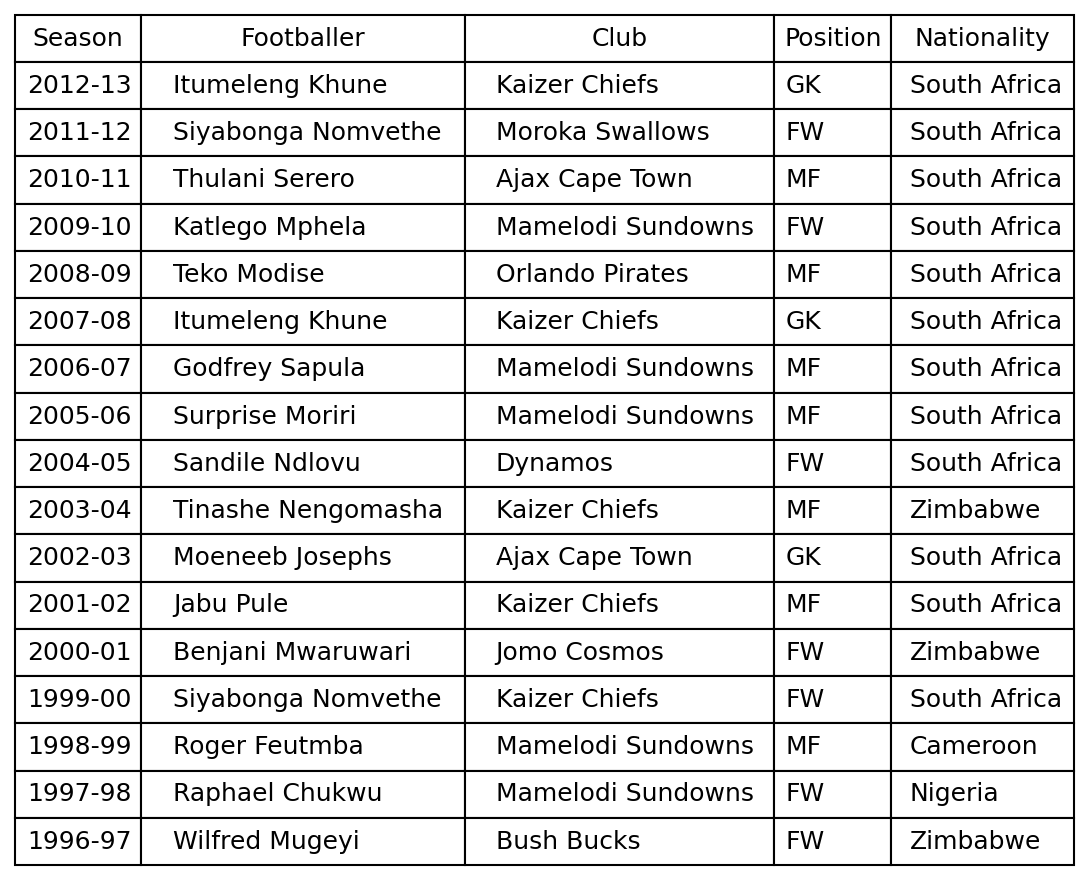 Season Footballer Club Position Nationality
2012-13 Itumeleng Khune Kaizer Chiefs GK South Africa
2011-12 Siyabonga Nomvethe Moroka Swallows FW South Africa
2010-11 Thulani Serero Ajax Cape Town MF South Africa
2009-10 Katlego Mphela Mamelodi Sundowns FW South Africa
2008-09 Teko Modise Orlando Pirates MF South Africa
2007-08 Itumeleng Khune Kaizer Chiefs GK South Africa
2006-07 Godfrey Sapula Mamelodi Sundowns MF South Africa
2005-06 Surprise Moriri Mamelodi Sundowns MF South Africa
2004-05 Sandile Ndlovu Dynamos FW South Africa
2003-04 Tinashe Nengomasha Kaizer Chiefs MF Zimbabwe
2002-03 Moeneeb Josephs Ajax Cape Town GK South Africa
2001-02 Jabu Pule Kaizer Chiefs MF South Africa
2000-01 Benjani Mwaruwari Jomo Cosmos FW Zimbabwe
1999-00 Siyabonga Nomvethe Kaizer Chiefs FW South Africa
1998-99 Roger Feutmba Mamelodi Sundowns MF Cameroon
1997-98 Raphael Chukwu Mamelodi Sundowns FW Nigeria
1996-97 Wilfred Mugeyi Bush Bucks FW Zimbabwe